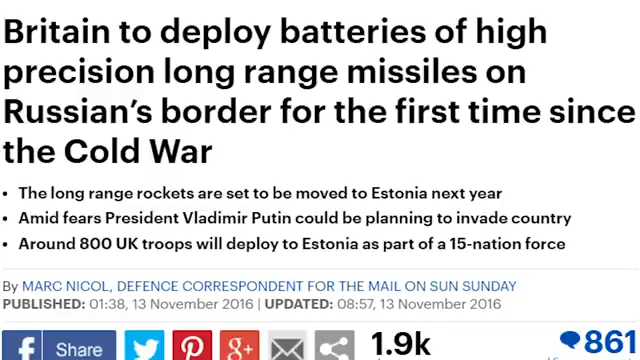 Britain to deploy batteries of high
precision long range missiles on
Russian's border for the first time since
the Cold War
• The long range rockets are set to be moved to Estonia next year
• Amid fears President Vladimir Putin could be planning to invade country
• Around 800 UK troops will deploy to Estonia as part of a 15-nation force
By MARC NICOL, DEFENCE CORRESPONDENT FOR THE MAIL ON SUN SUNDAY
PUBLISHED: 01:38, 13 November 2016 | UPDATED: 08:57, 13 November 2016
f Share g+ 1.9k 861